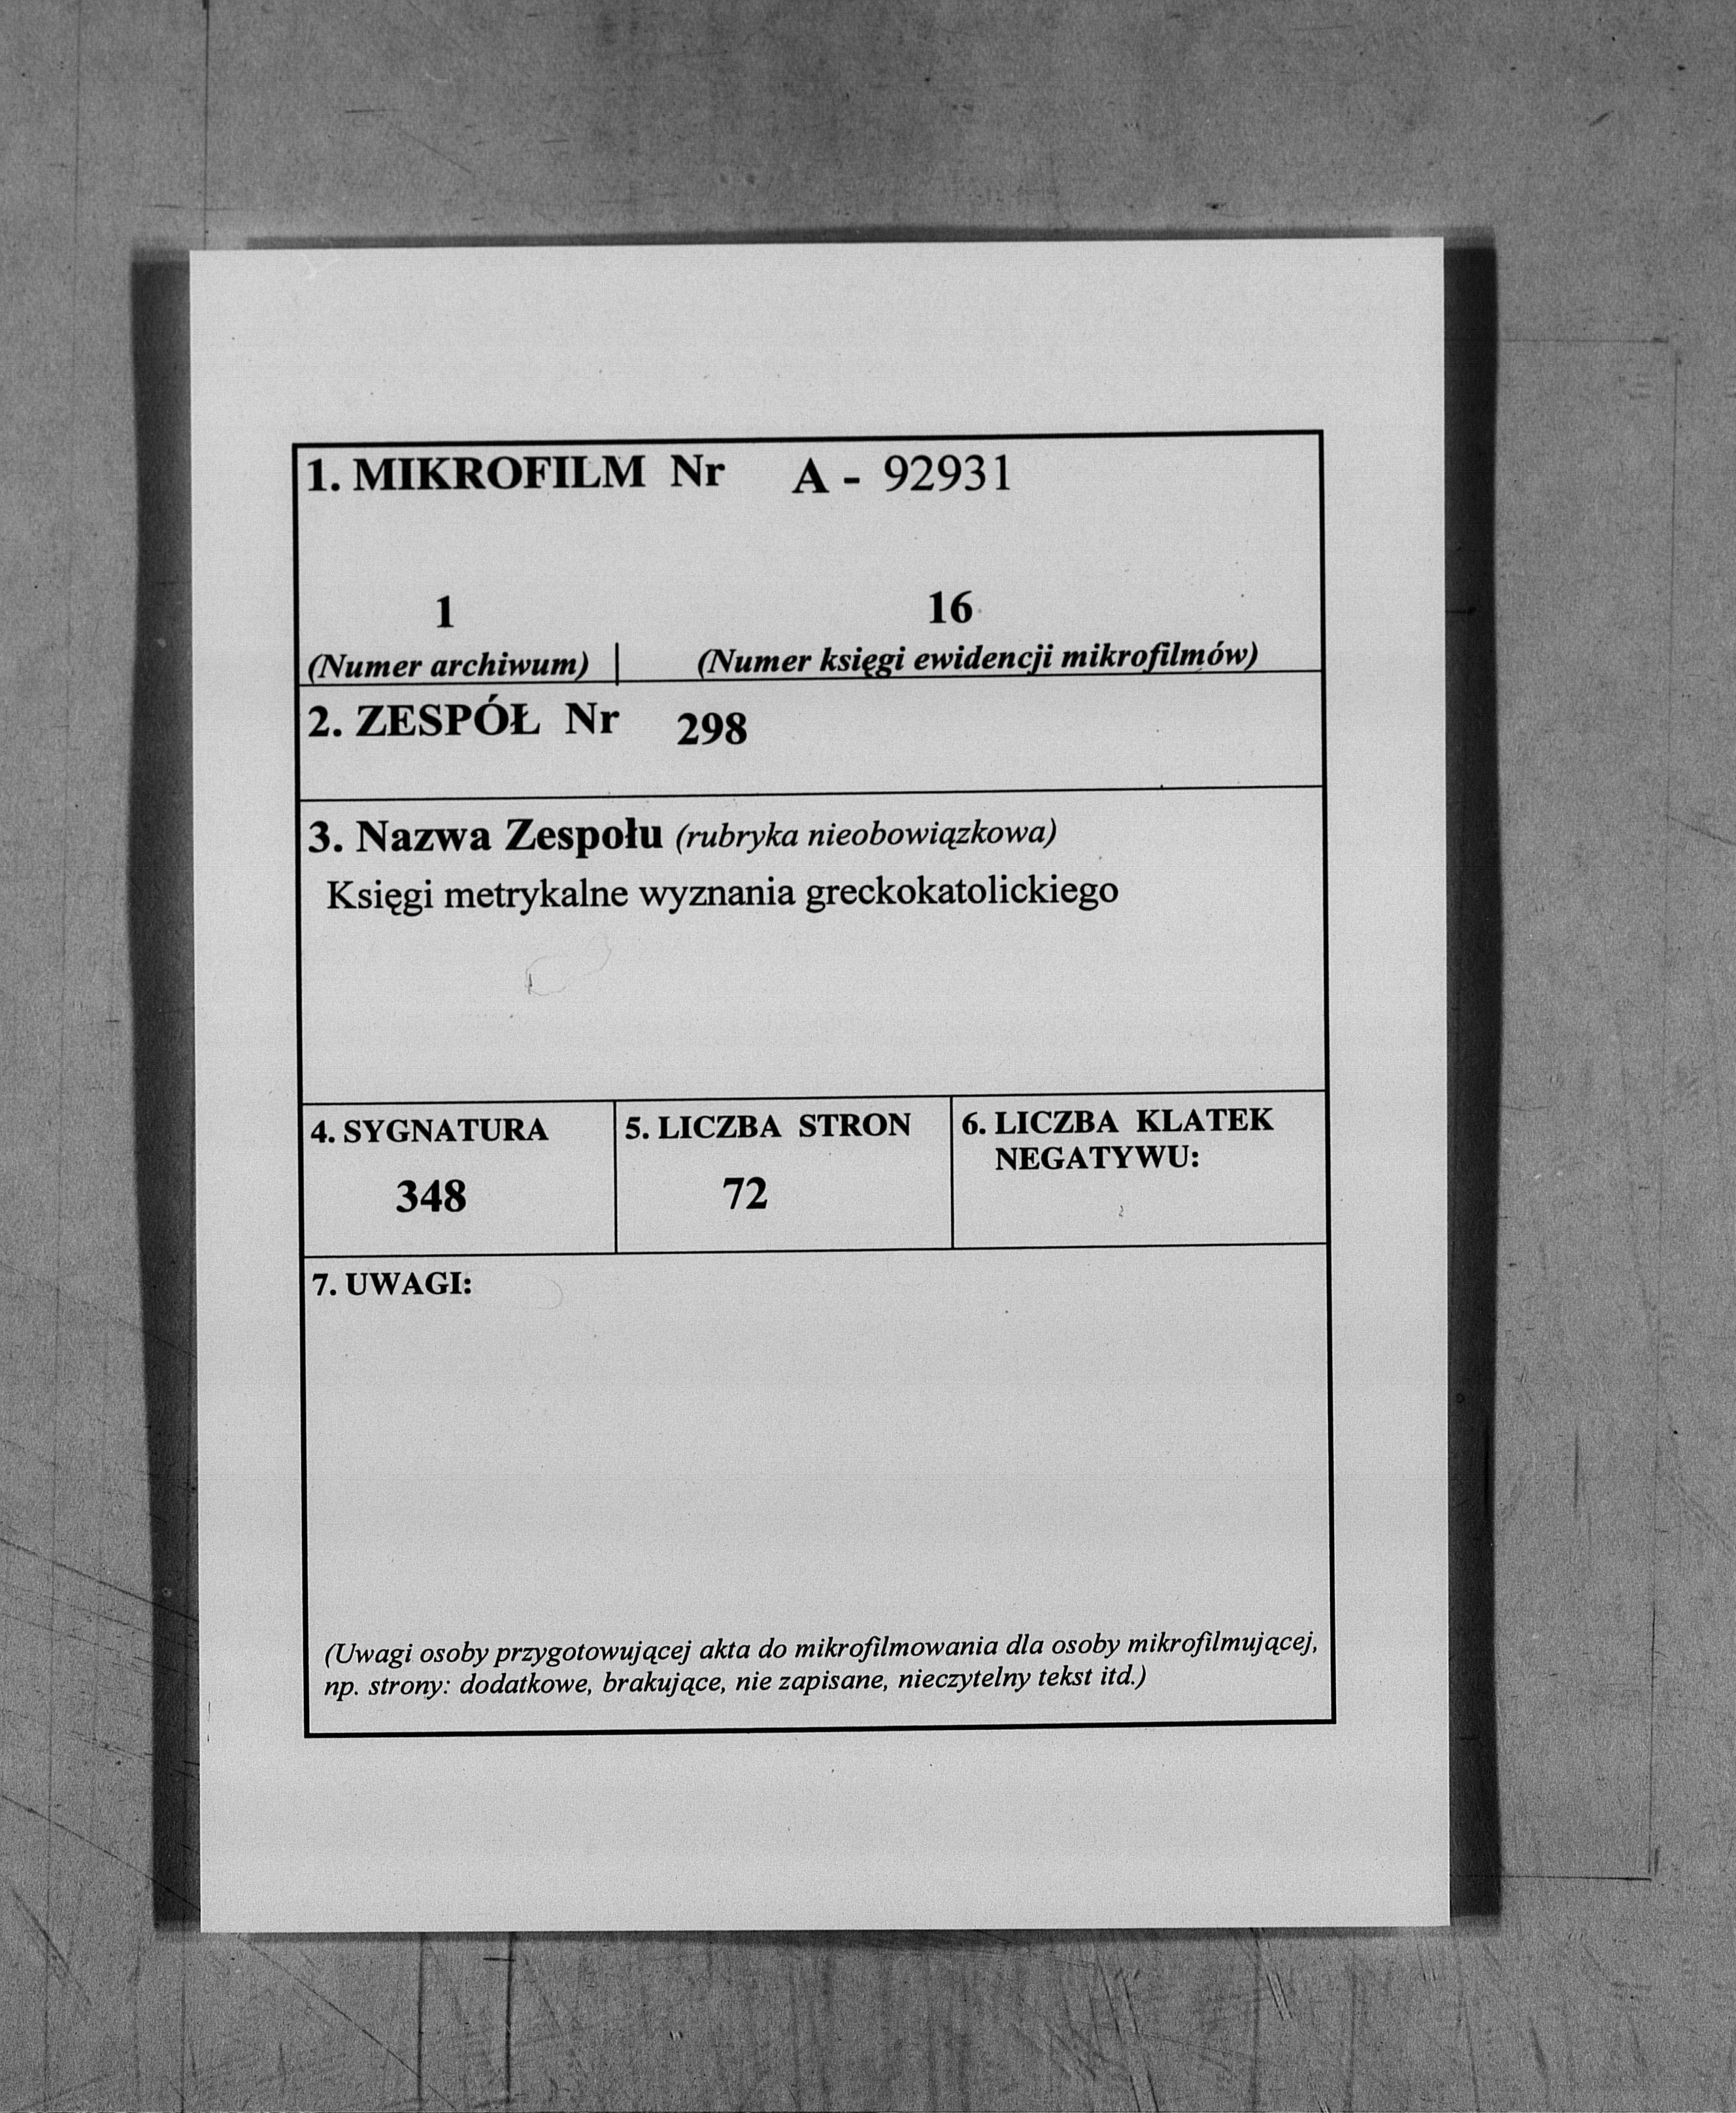 1. MIKROFILM Nr A - 92931
1 16
(Numer archiwum) (Numer księgi ewidencji mikrofilmów)
2. ZESPÓŁ Nr 298
3. Nazwa Zespołu (rubryka nieobowiązkowa)
Księgi metrykalne wyznania greckokatolickiego
4. SYGNATURA
348
5. LICZBA STRON
72
6. LICZBA KLATEK
NEGATYWU:
7. UWAGI:
(Uwagi osoby przygotowującej akta do mikrofilmowania dla osoby mikrofilmującej,
np. strony: dodatkowe, brakujące, nie zapisane, nieczytelny tekst itd.)